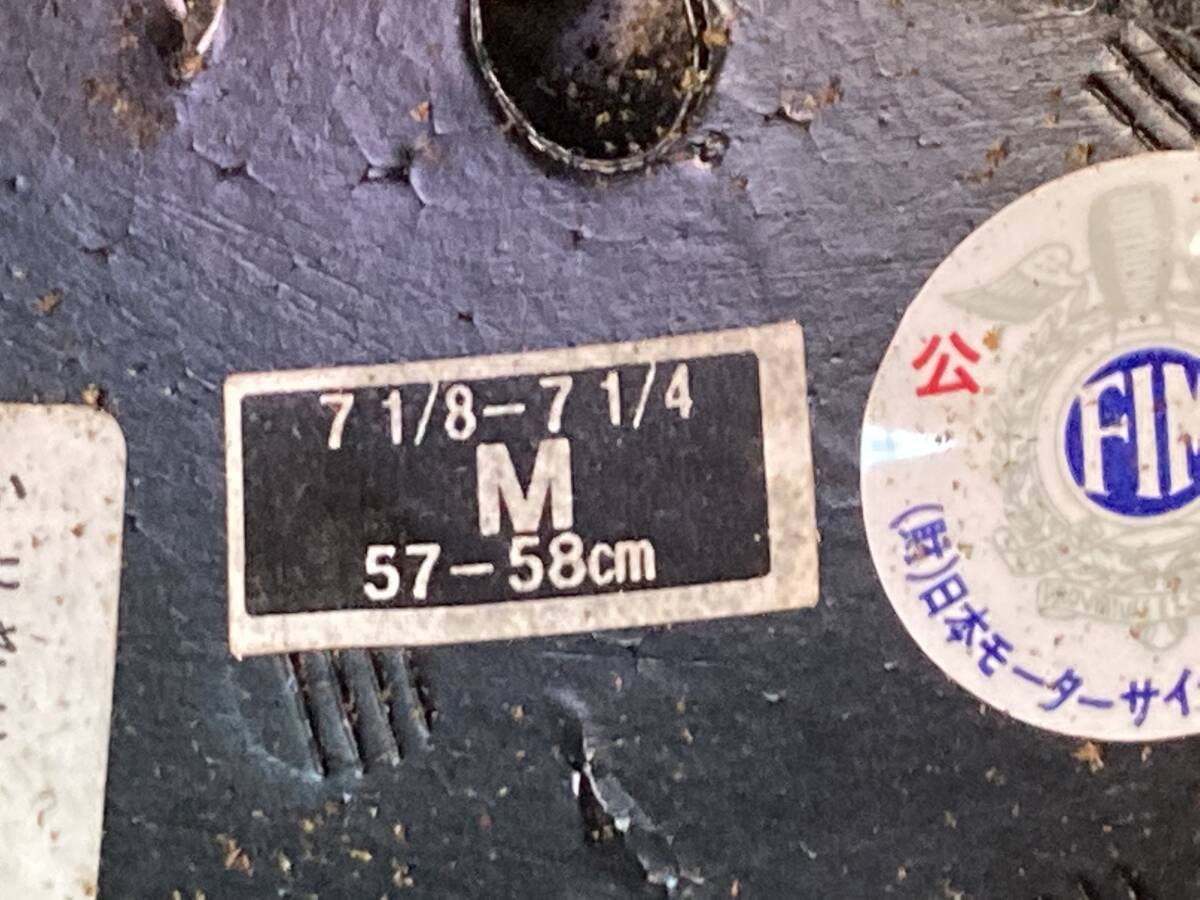 7 1/8-7 1/4
M
57-58cm
公
FIM
(財)日本モーターサイ